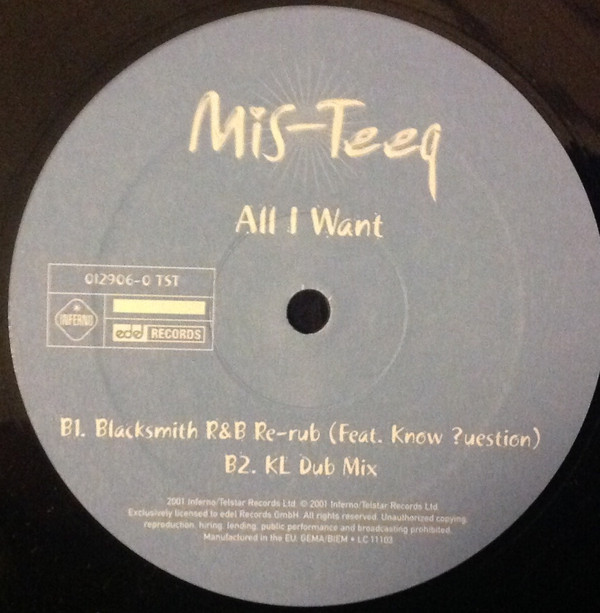 Mis-Teeq
All I Want
012906-0 TST
INFERNO
edel RECORDS
B1. Blacksmith R&B Re-rub (Feat. Know ?uestion)
B2. KL Dub Mix
2001 Inferno/Telstar Records Ltd. © 2001 Inferno/Telstar Records Ltd
Exclusively licensed to edel Records GmbH. All rights reserved. Unauthorized copying,
reproduction, hiring, lending, public performance and broadcasting prohibited.
Manufactured in the EU. GEMA/BIEM • LC 11103